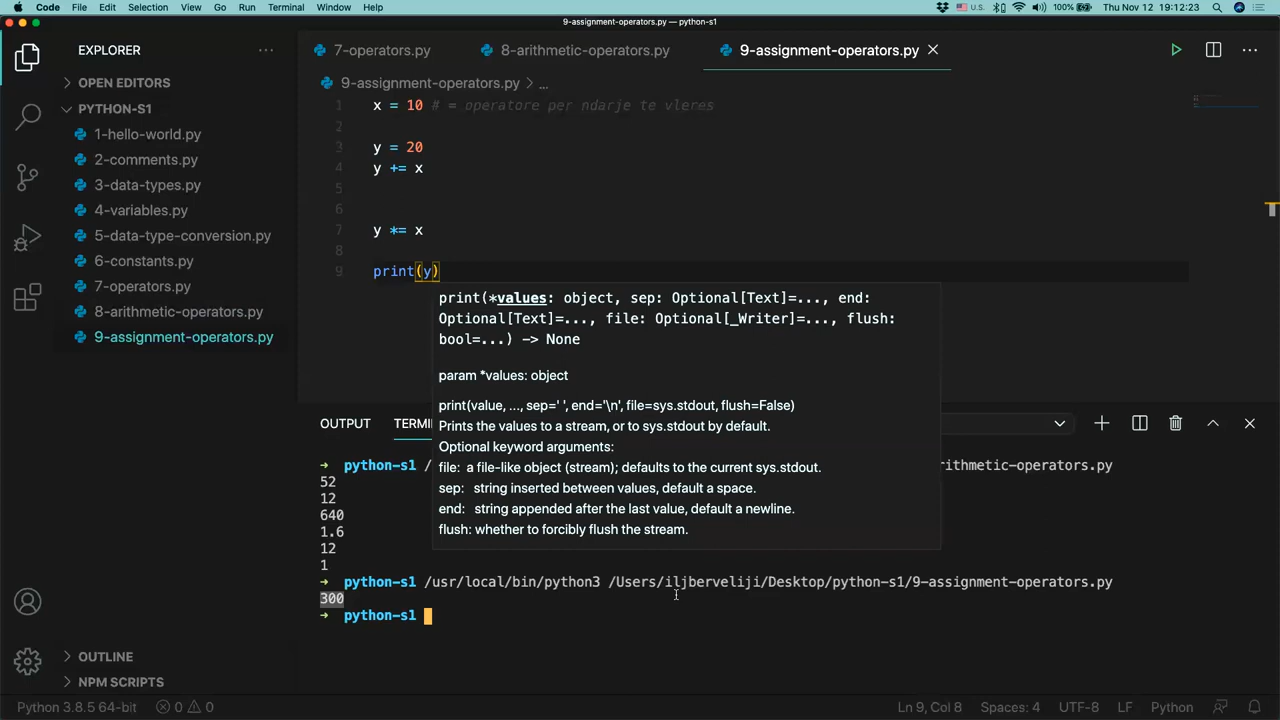 Code File Edit Selection View Go Run Terminal Window Help U.S. 100% Thu Nov 12 19:12:23
9-assignment-operators.py — python-s1
EXPLORER
7-operators.py 8-arithmetic-operators.py 9-assignment-operators.py
OPEN EDITORS
9-assignment-operators.py > ...
PYTHON-S1
1-hello-world.py
2-comments.py
3-data-types.py
4-variables.py
5-data-type-conversion.py
6-constants.py
7-operators.py
8-arithmetic-operators.py
9-assignment-operators.py
1 x = 10 # = operatore per ndarje te vleres
2
3 y = 20
4 y += x
5
6
7 y *= x
8
9 print(y)
print(*values: object, sep: Optional[Text]=..., end:
Optional[Text]=..., file: Optional[_Writer]=..., flush:
bool=...) -> None
param *values: object
print(value, ..., sep=' ', end='\n', file=sys.stdout, flush=False)
Prints the values to a stream, or to sys.stdout by default.
Optional keyword arguments:
file: a file-like object (stream); defaults to the current sys.stdout.
sep: string inserted between values, default a space.
end: string appended after the last value, default a newline.
flush: whether to forcibly flush the stream.
OUTPUT TERMI
→ python-s1 / rithmetic-operators.py
52
12
640
1.6
12
1
→ python-s1 /usr/local/bin/python3 /Users/iljberveliji/Desktop/python-s1/9-assignment-operators.py
300
→ python-s1
OUTLINE
NPM SCRIPTS
Python 3.8.5 64-bit 0 0 Ln 9, Col 8 Spaces: 4 UTF-8 LF Python